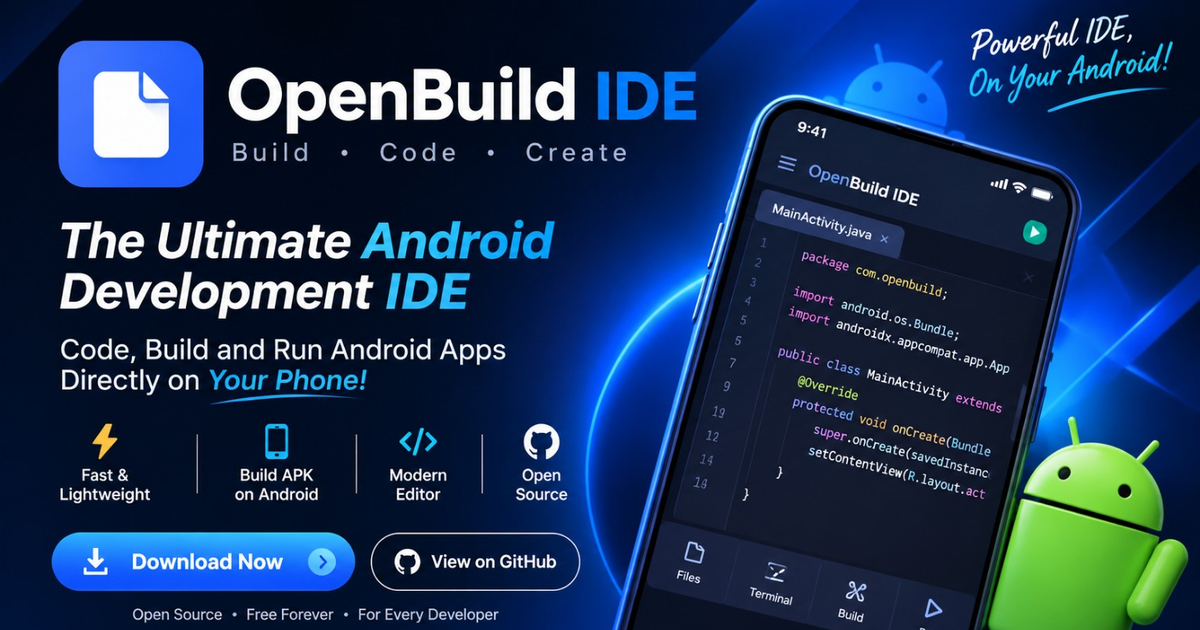 Powerful IDE,
On Your Android!
OpenBuild IDE
Build • Code • Create
The Ultimate Android
Development IDE
Code, Build and Run Android Apps
Directly on Your Phone!
Fast &
Lightweight
Build APK
on Android
Modern
Editor
Open
Source
Download Now
View on GitHub
Open Source • Free Forever • For Every Developer
9:41
OpenBuild IDE
MainActivity.java ×
1
2 package com.openbuild;
3
4 import android.os.Bundle;
5 import androidx.appcompat.app.App
6
7 public class MainActivity extends
9 @Override
19 protected void onCreate(Bundle
12 super.onCreate(savedInstanc
14 setContentView(R.layout.act
14 }
}
Files
Terminal
Build